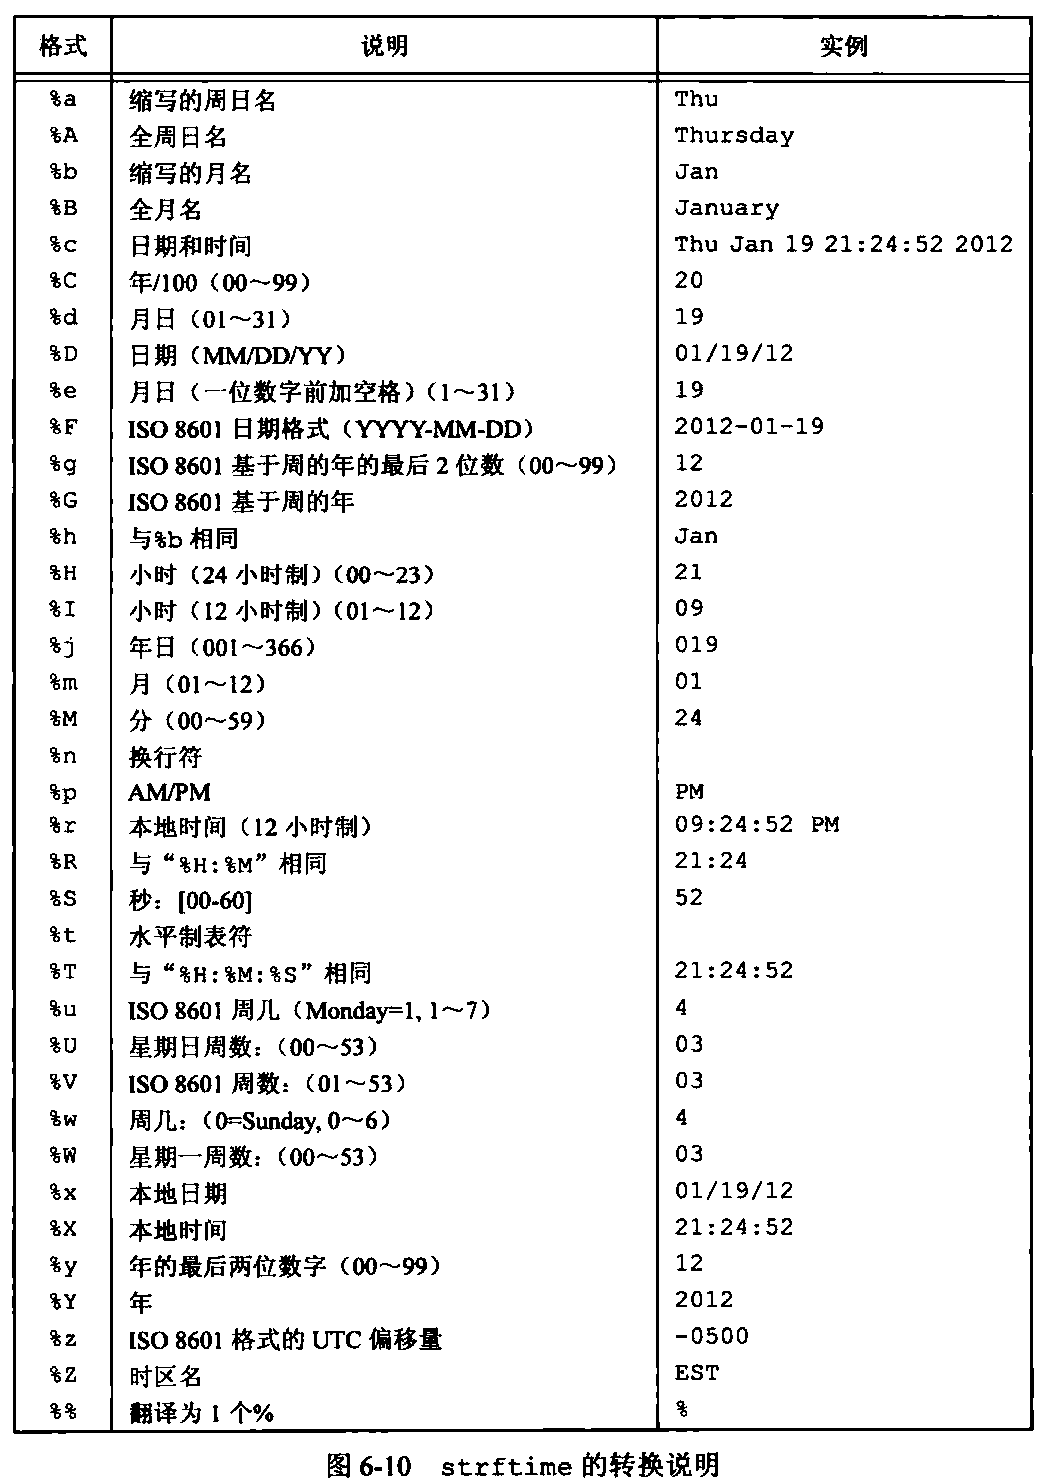 格式 说明 实例
%a 缩写的周日名 Thu
%A 全周日名 Thursday
%b 缩写的月名 Jan
%B 全月名 January
%c 日期和时间 Thu Jan 19 21:24:52 2012
%C 年/100（00～99） 20
%d 月日（01～31） 19
%D 日期（MM/DD/YY） 01/19/12
%e 月日（一位数字前加空格）（1～31） 19
%F ISO 8601 日期格式（YYYY-MM-DD） 2012-01-19
%g ISO 8601 基于周的年的最后 2 位数（00～99） 12
%G ISO 8601 基于周的年 2012
%h 与%b 相同 Jan
%H 小时（24 小时制）（00～23） 21
%I 小时（12 小时制）（01～12） 09
%j 年日（001～366） 019
%m 月（01～12） 01
%M 分（00～59） 24
%n 换行符
%p AM/PM PM
%r 本地时间（12 小时制） 09:24:52 PM
%R 与“%H:%M”相同 21:24
%S 秒：[00-60] 52
%t 水平制表符
%T 与“%H:%M:%S”相同 21:24:52
%u ISO 8601 周几（Monday=1, 1～7） 4
%U 星期日周数：（00～53） 03
%V ISO 8601 周数：（01～53） 03
%w 周几：（0=Sunday, 0～6） 4
%W 星期一周数：（00～53） 03
%x 本地日期 01/19/12
%X 本地时间 21:24:52
%y 年的最后两位数字（00～99） 12
%Y 年 2012
%z ISO 8601 格式的 UTC 偏移量 -0500
%Z 时区名 EST
%% 翻译为 1 个% %
图 6-10 strftime 的转换说明